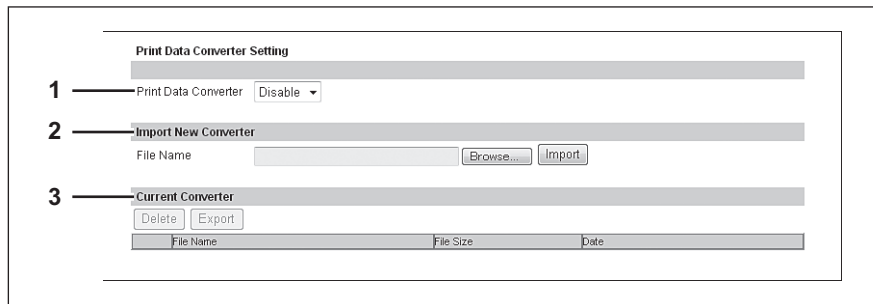 Print Data Converter Setting
1 Print Data Converter Disable
2 Import New Converter
File Name Browse... Import
3 Current Converter
Delete Export
File Name File Size Date